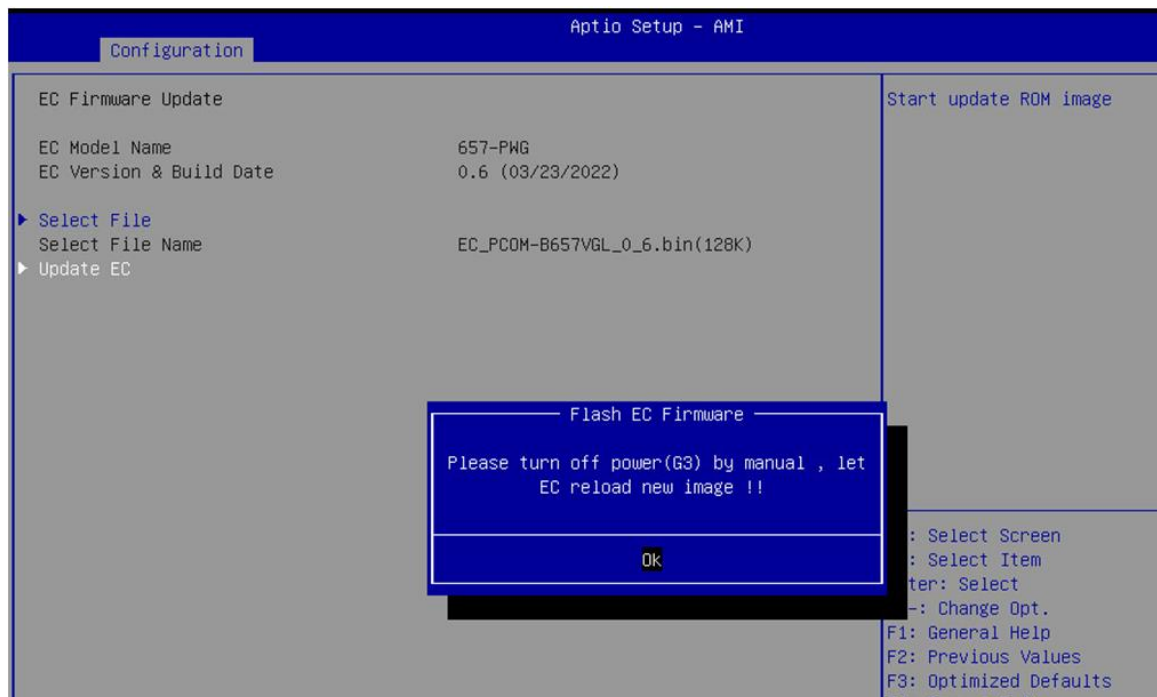 Aptio Setup - AMI
Configuration
EC Firmware Update
EC Model Name 657-PWG
EC Version & Build Date 0.6 (03/23/2022)
Select File
Select File Name EC_PCOM-B657VGL_0_6.bin(128K)
Update EC
Start update ROM image
Flash EC Firmware
Please turn off power(G3) by manual , let
EC reload new image !!
Ok
: Select Screen
: Select Item
ter: Select
-: Change Opt.
F1: General Help
F2: Previous Values
F3: Optimized Defaults